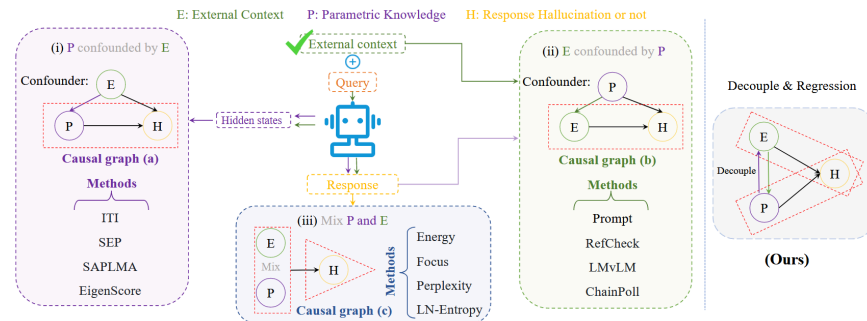 E: External Context P: Parametric Knowledge H: Response Hallucination or not
(i) P confounded by E
Confounder:
E
P
H
Causal graph (a)
Methods
ITI
SEP
SAPLMA
EigenScore
External context
Query
Hidden states
Response
(iii) Mix P and E
E
Mix
P
H
Causal graph (c)
Methods
Energy
Focus
Perplexity
LN-Entropy
(ii) E confounded by P
Confounder:
P
E
H
Causal graph (b)
Methods
Prompt
RefCheck
LMvLM
ChainPoll
Decouple & Regression
E
Decouple
H
P
(Ours)